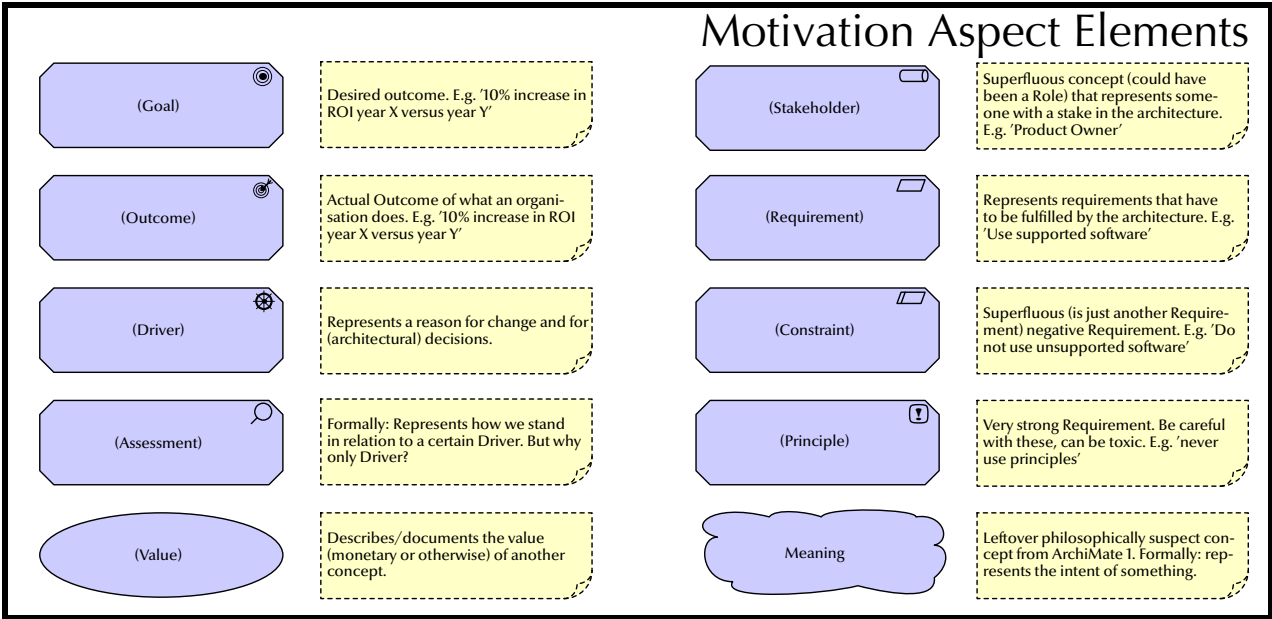 Motivation Aspect Elements
(Goal)
Desired outcome. E.g. '10% increase in
ROI year X versus year Y'
(Stakeholder)
Superfluous concept (could have
been a Role) that represents some-
one with a stake in the architecture.
E.g. 'Product Owner'
(Outcome)
Actual Outcome of what an organi-
sation does. E.g. '10% increase in ROI
year X versus year Y'
(Requirement)
Represents requirements that have
to be fulfilled by the architecture. E.g.
'Use supported software'
(Driver)
Represents a reason for change and for
(architectural) decisions.
(Constraint)
Superfluous (is just another Require-
ment) negative Requirement. E.g. 'Do
not use unsupported software'
(Assessment)
Formally: Represents how we stand
in relation to a certain Driver. But why
only Driver?
(Principle)
Very strong Requirement. Be careful
with these, can be toxic. E.g. 'never
use principles'
(Value)
Describes/documents the value
(monetary or otherwise) of another
concept.
Meaning
Leftover philosophically suspect con-
cept from ArchiMate 1. Formally: rep-
resents the intent of something.